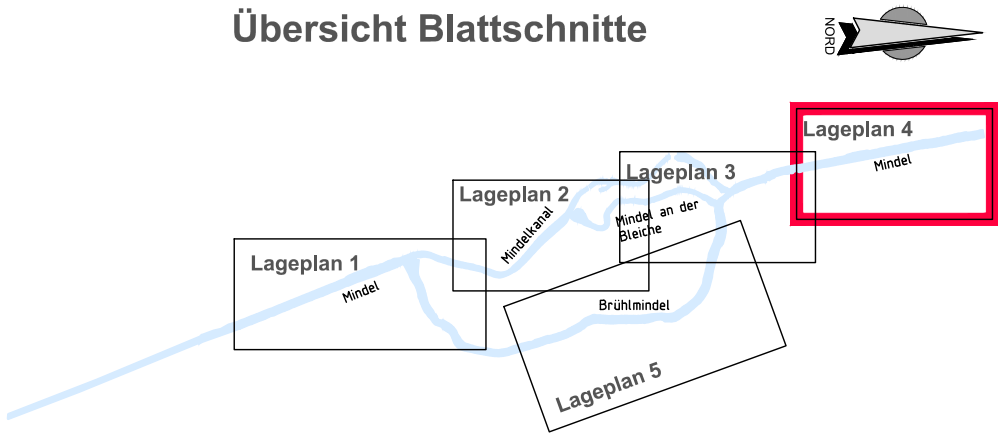 Übersicht Blattschnitte
NORD
Lageplan 4
Mindel
Lageplan 3
Lageplan 2
Mindel an der
Bleiche
Mindelkanal
Lageplan 1
Mindel
Brühlmindel
Lageplan 5